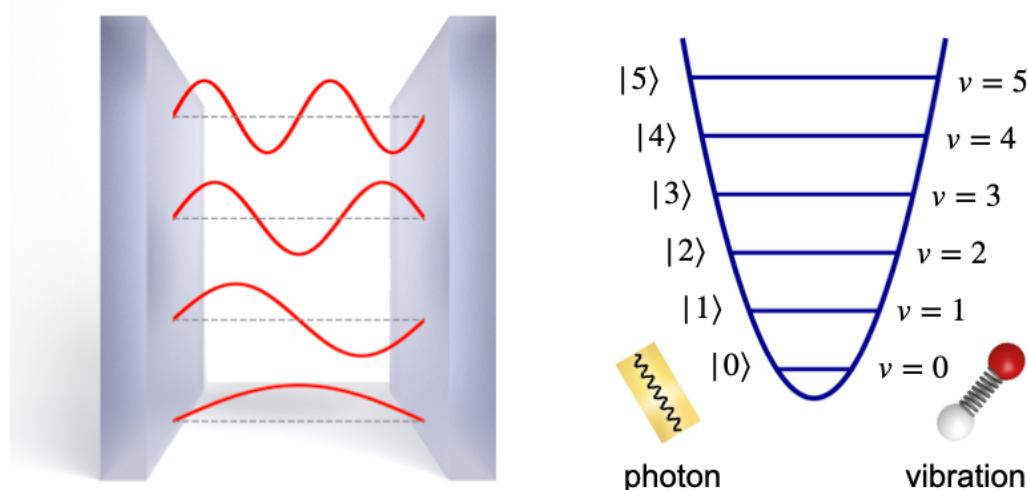 |5⟩ v = 5
|4⟩ v = 4
|3⟩ v = 3
|2⟩ v = 2
|1⟩ v = 1
|0⟩ v = 0
photon vibration